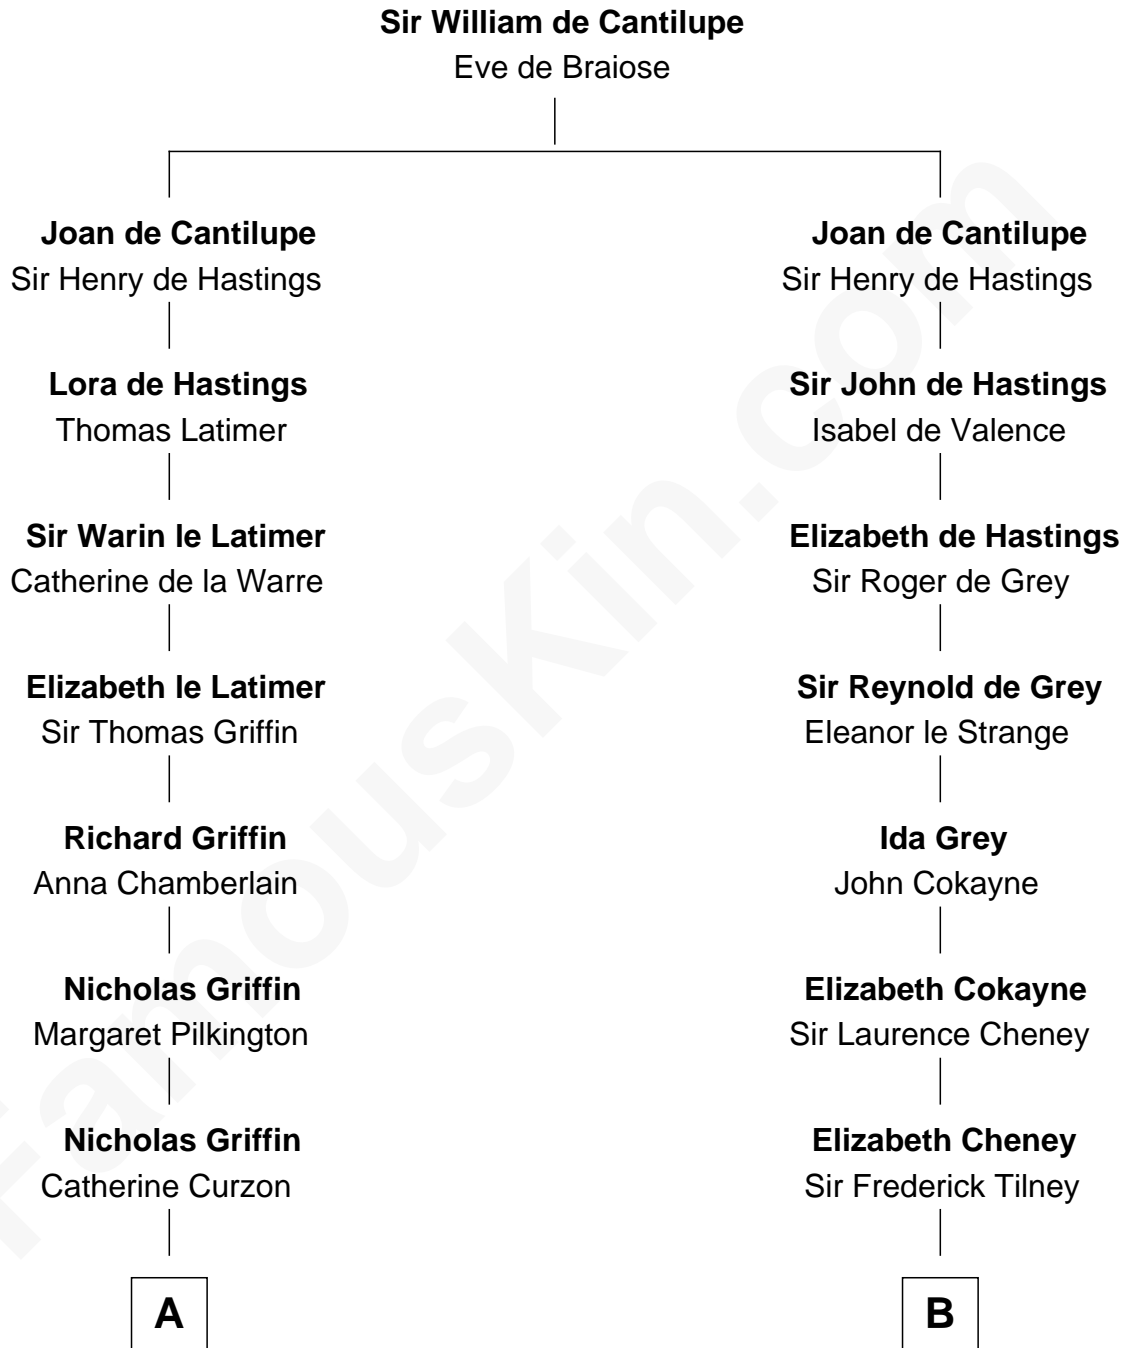 Sir William de Cantilupe
Eve de Braiose
Joan de Cantilupe
Sir Henry de Hastings
Joan de Cantilupe
Sir Henry de Hastings
Lora de Hastings
Thomas Latimer
Sir John de Hastings
Isabel de Valence
Sir Warin le Latimer
Catherine de la Warre
Elizabeth de Hastings
Sir Roger de Grey
Elizabeth le Latimer
Sir Thomas Griffin
Sir Reynold de Grey
Eleanor le Strange
Richard Griffin
Anna Chamberlain
Ida Grey
John Cokayne
Nicholas Griffin
Margaret Pilkington
Elizabeth Cokayne
Sir Laurence Cheney
Nicholas Griffin
Catherine Curzon
Elizabeth Cheney
Sir Frederick Tilney
A
B
FamousKin.com